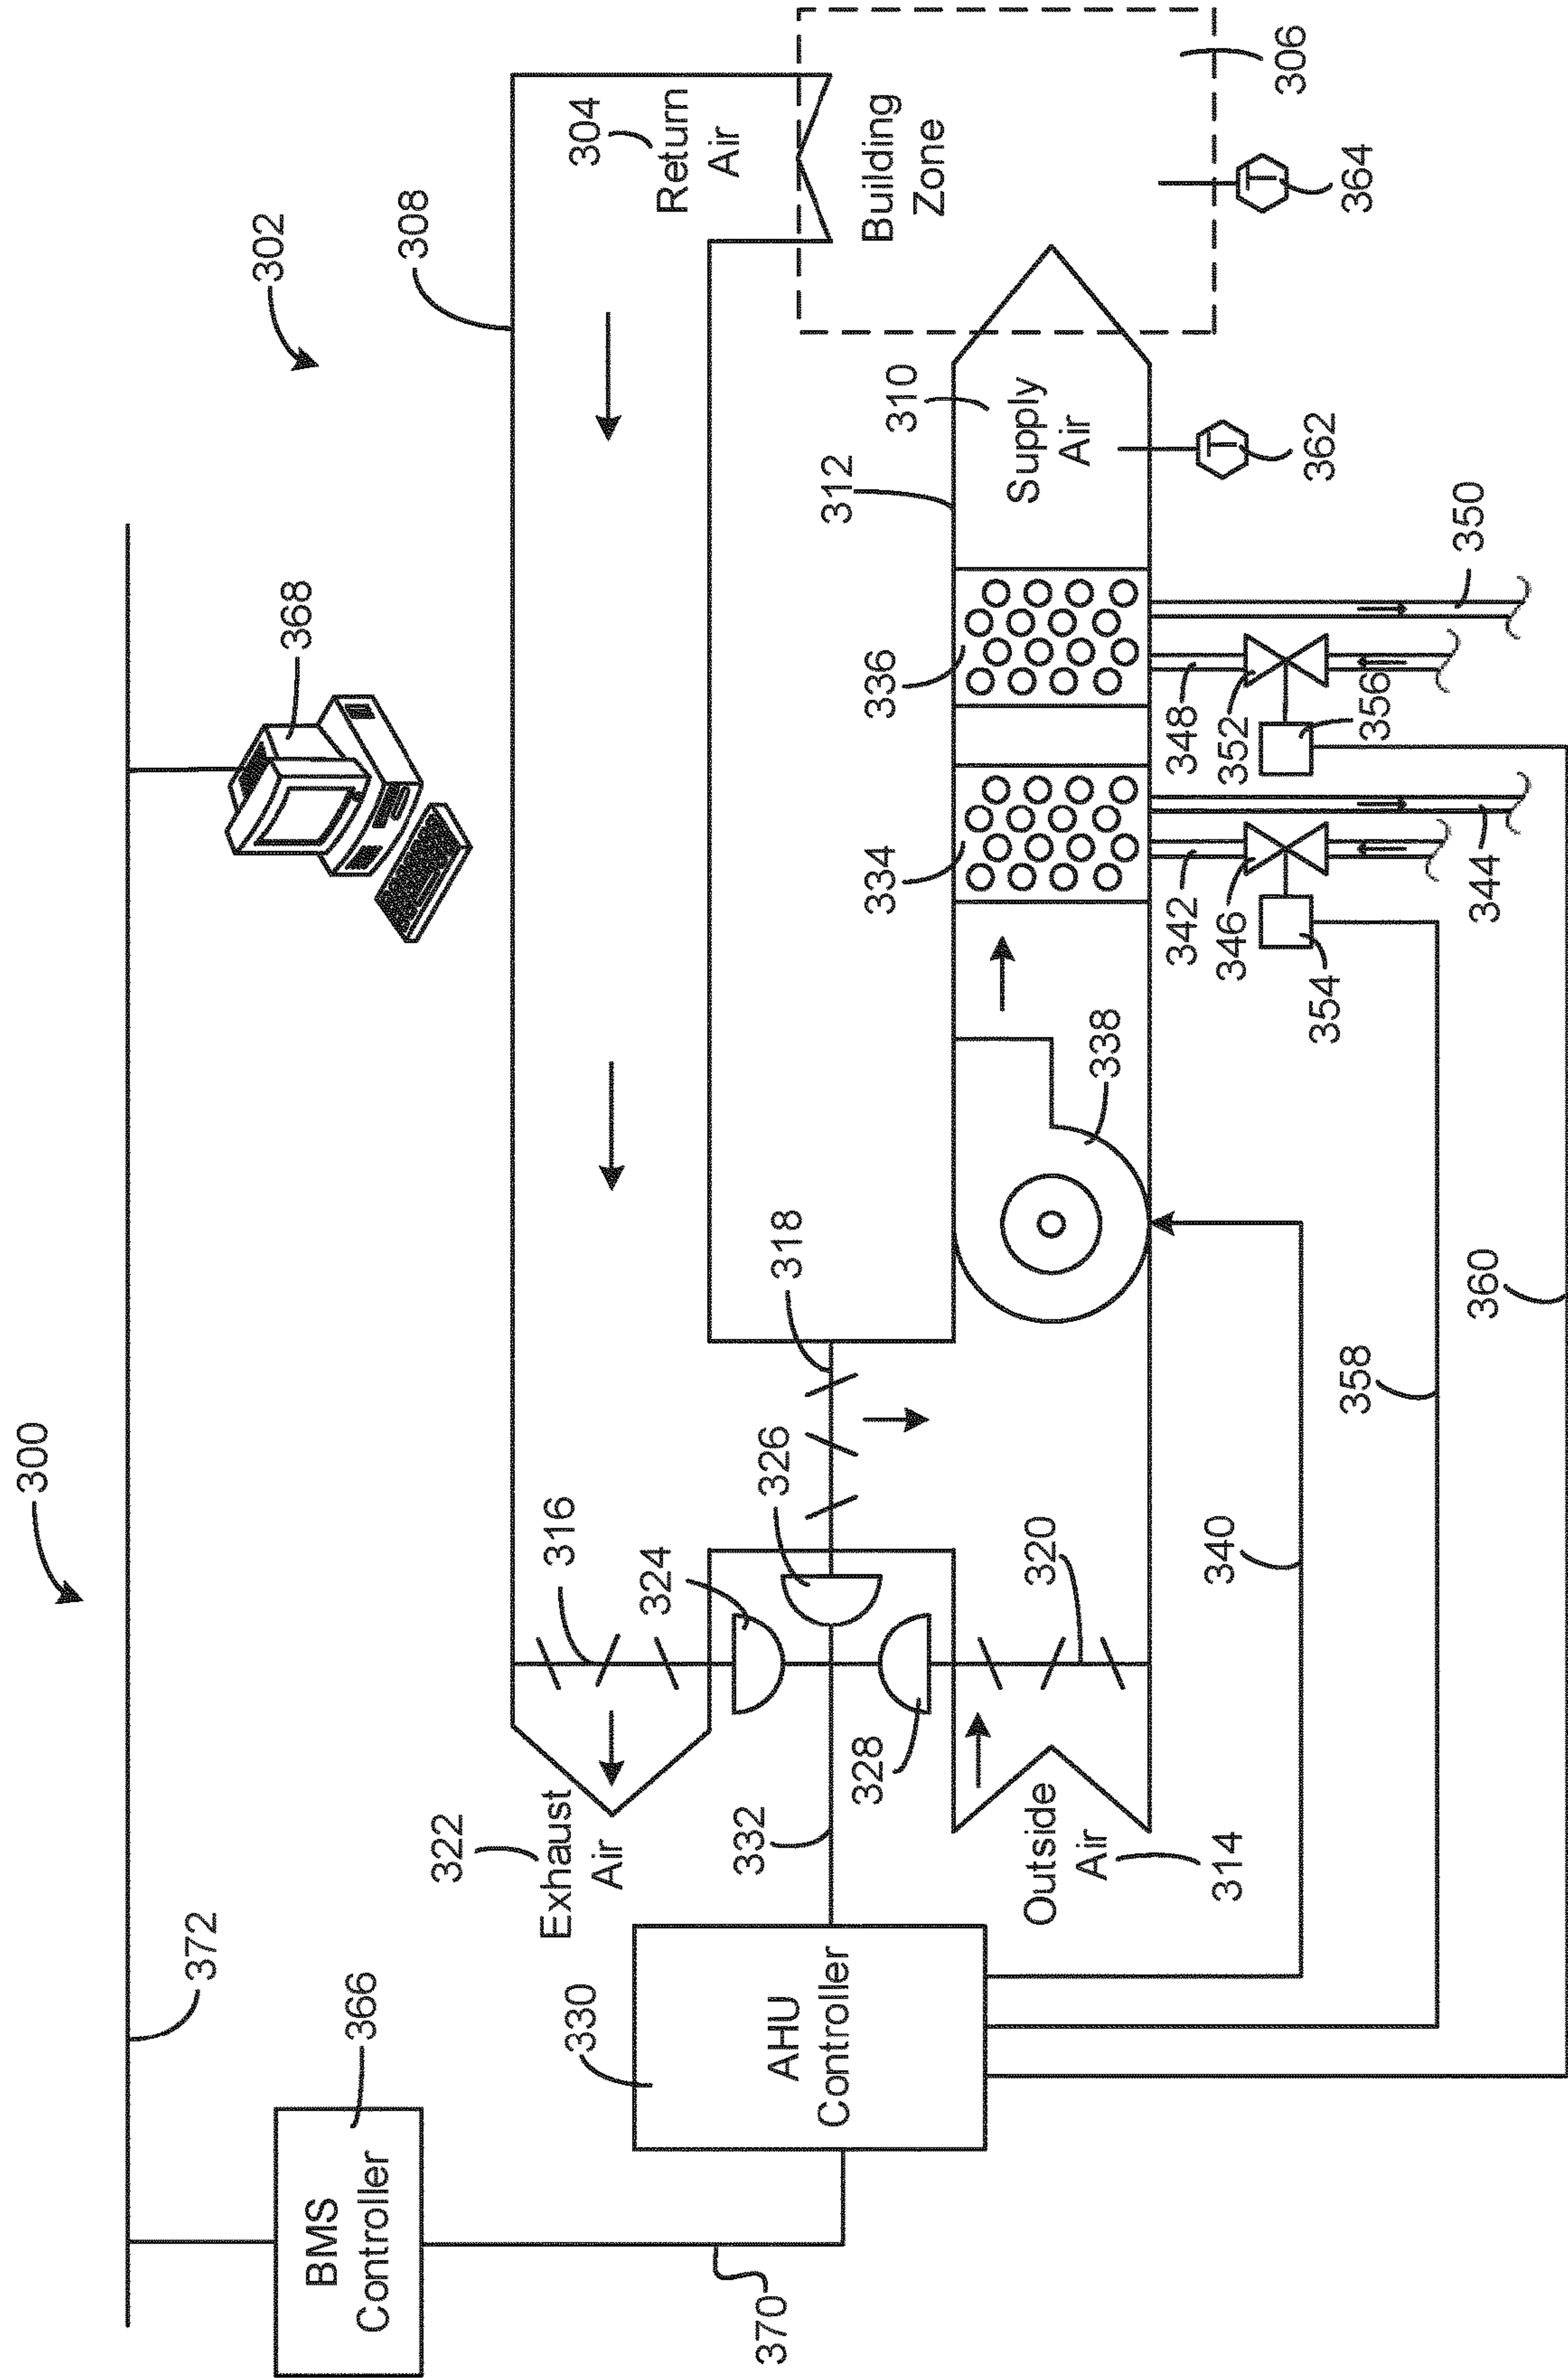 300
372
BMS
Controller
366
370
368
302
308
304
Return
Air
322
Exhaust
Air
316
324
326
318
332
328
330
AHU
Controller
Outside
Air
314
320
340
338
334
336
312
310
Supply
Air
Building
Zone
306
364
362
342
346
354
344
348
352
356
350
358
360
T
T